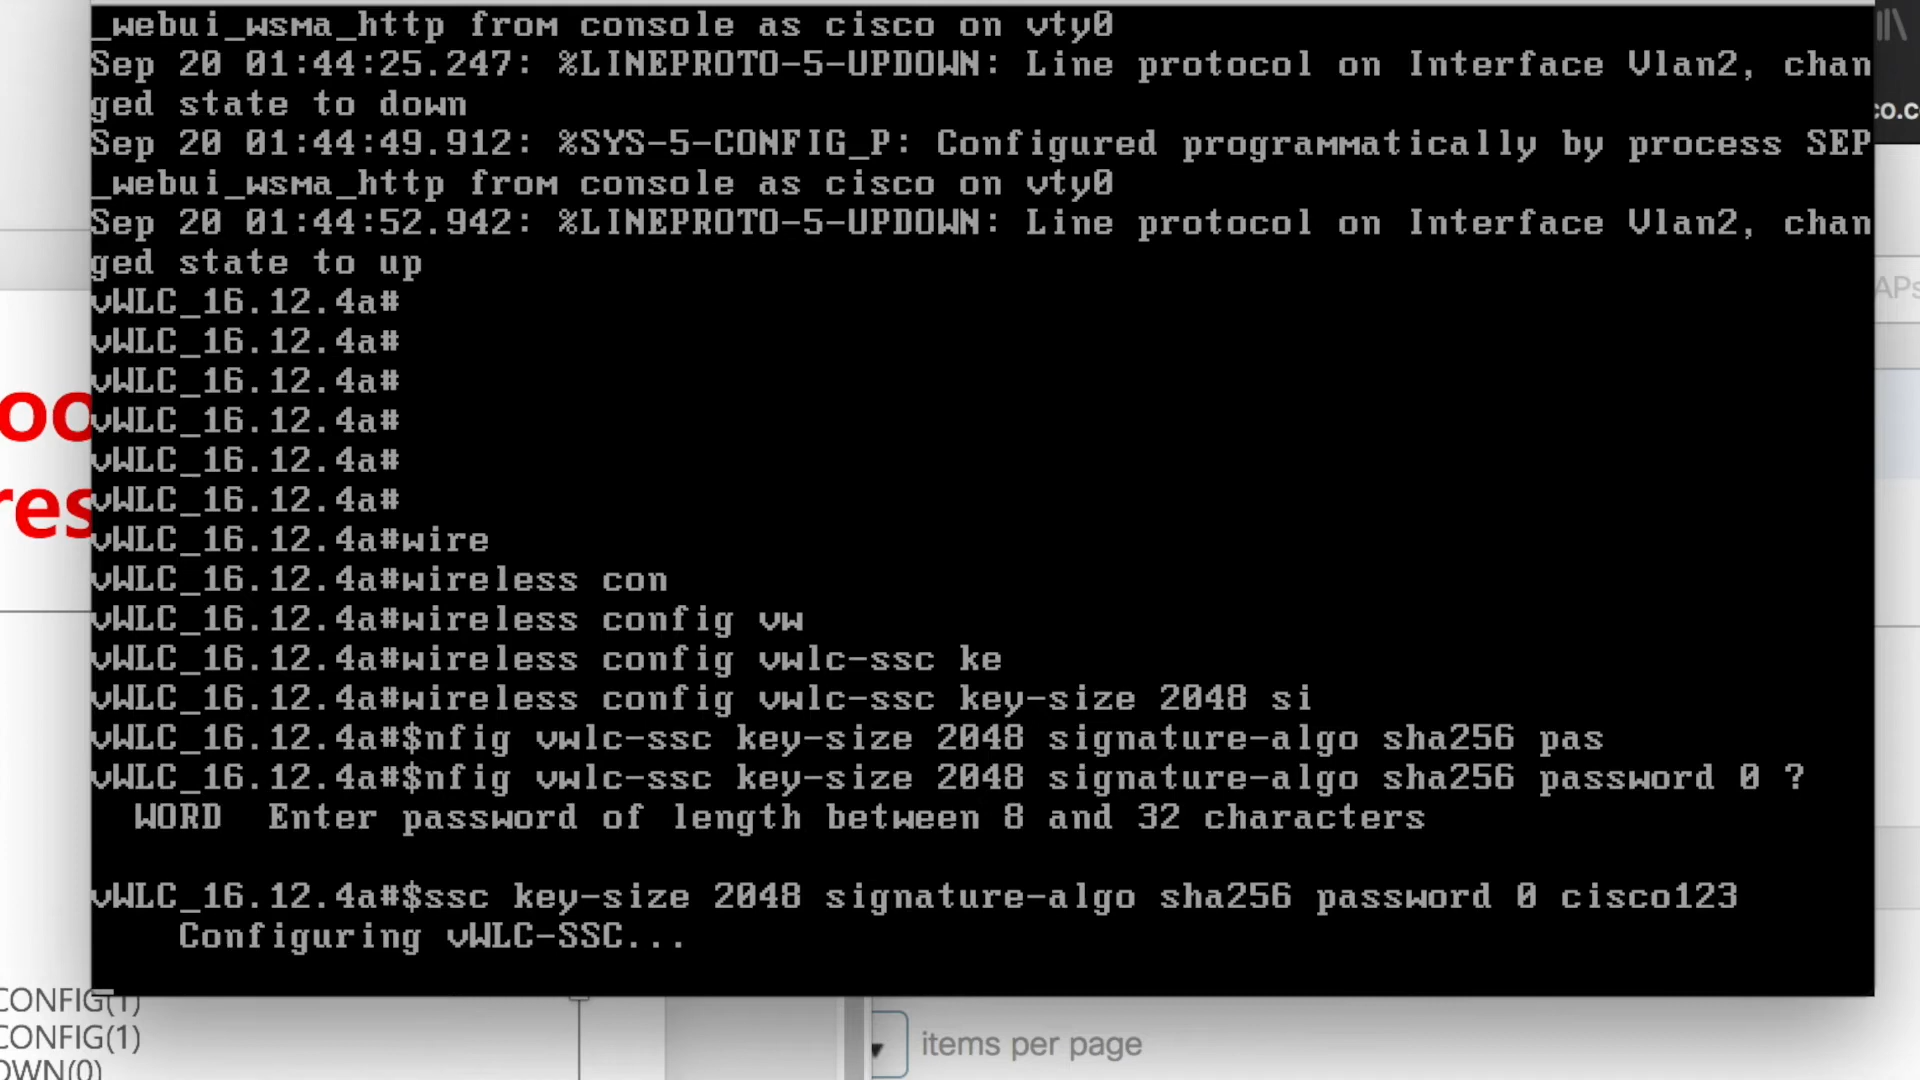 _webui_wsma_http from console as cisco on vty0
Sep 20 01:44:25.247: %LINEPROTO-5-UPDOWN: Line protocol on Interface Vlan2, chan
ged state to down
Sep 20 01:44:49.912: %SYS-5-CONFIG_P: Configured programmatically by process SEP
_webui_wsma_http from console as cisco on vty0
Sep 20 01:44:52.942: %LINEPROTO-5-UPDOWN: Line protocol on Interface Vlan2, chan
ged state to up
vWLC_16.12.4a#
vWLC_16.12.4a#
vWLC_16.12.4a#
vWLC_16.12.4a#
vWLC_16.12.4a#
vWLC_16.12.4a#
vWLC_16.12.4a#wire
vWLC_16.12.4a#wireless con
vWLC_16.12.4a#wireless config vw
vWLC_16.12.4a#wireless config vwlc-ssc ke
vWLC_16.12.4a#wireless config vwlc-ssc key-size 2048 si
vWLC_16.12.4a#$nfig vwlc-ssc key-size 2048 signature-algo sha256 pas
vWLC_16.12.4a#$nfig vwlc-ssc key-size 2048 signature-algo sha256 password 0 ?
WORD Enter password of length between 8 and 32 characters
vWLC_16.12.4a#$ssc key-size 2048 signature-algo sha256 password 0 cisco123
Configuring vWLC-SSC...
co.c
APs
oo
res
CONFIG(1)
CONFIG(1)
OWN(0)
items per page